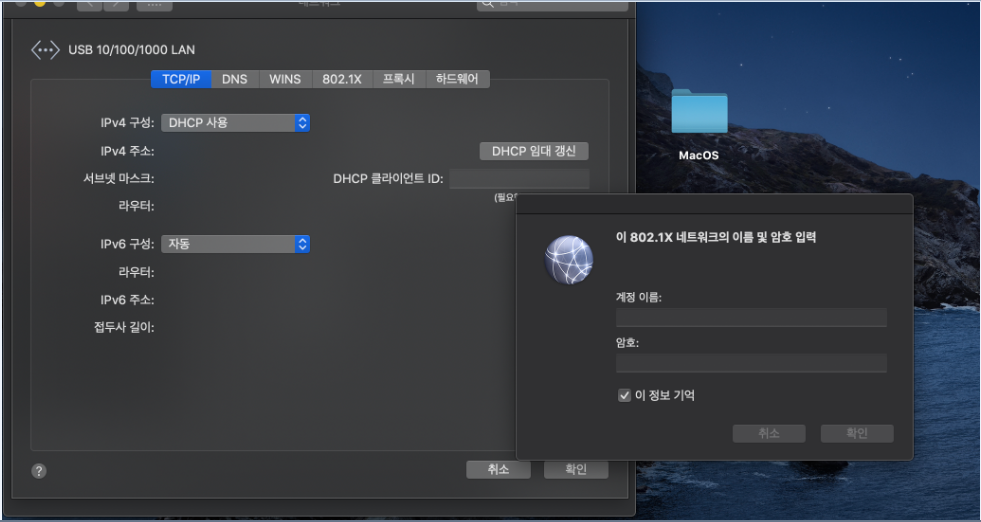 네트워크
검색
USB 10/100/1000 LAN
TCP/IP DNS WINS 802.1X 프록시 하드웨어
IPv4 구성: DHCP 사용
IPv4 주소: DHCP 임대 갱신
서브넷 마스크: DHCP 클라이언트 ID:
라우터: (필요
IPv6 구성: 자동
라우터:
IPv6 주소:
접두사 길이:
? 취소 확인
MacOS
이 802.1X 네트워크의 이름 및 암호 입력
계정 이름:
암호:
이 정보 기억
취소 확인